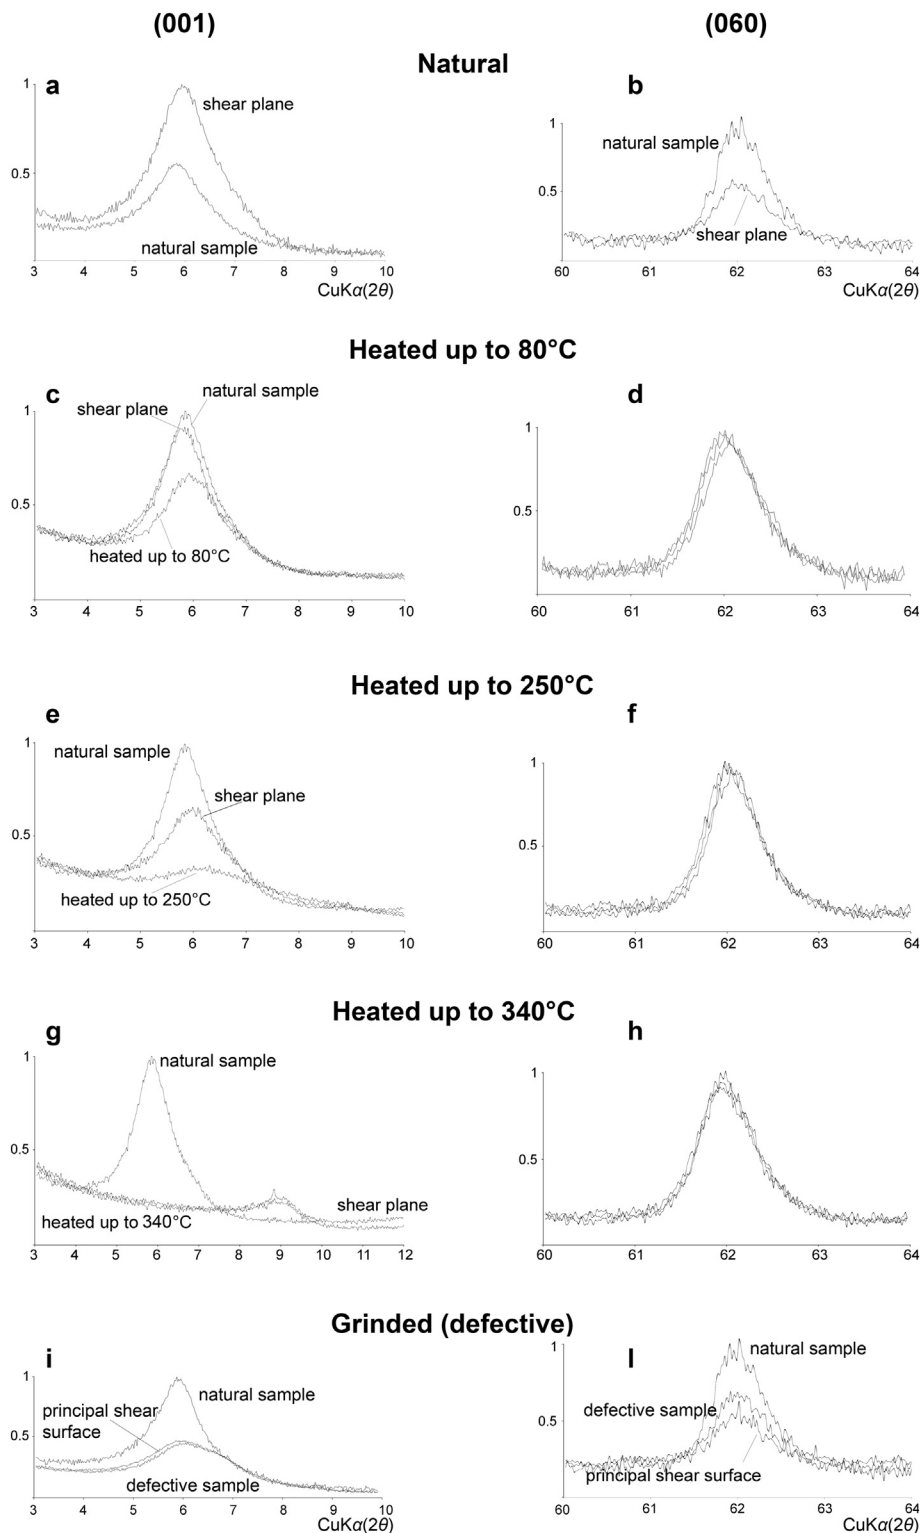 (001) (060)
Natural
a b
1
shear plane
0.5
natural sample
3 4 5 6 7 8 9 10
CuKα(2θ)
1
natural sample
0.5
shear plane
60 61 62 63 64
CuKα(2θ)
Heated up to 80°C
c d
natural sample
shear plane
1
0.5
heated up to 80°C
3 4 5 6 7 8 9 10
1
0.5
60 61 62 63 64
Heated up to 250°C
e f
1
natural sample
shear plane
0.5
heated up to 250°C
3 4 5 6 7 8 9 10
1
0.5
60 61 62 63 64
Heated up to 340°C
g h
1
natural sample
0.5
shear plane
heated up to 340°C
3 4 5 6 7 8 9 10 11 12
1
0.5
60 61 62 63 64
Grinded (defective)
i l
1
natural sample
principal shear
surface
0.5
defective sample
3 4 5 6 7 8 9 10
CuKα(2θ)
1
natural sample
defective sample
0.5
principal shear surface
60 61 62 63 64
CuKα(2θ)